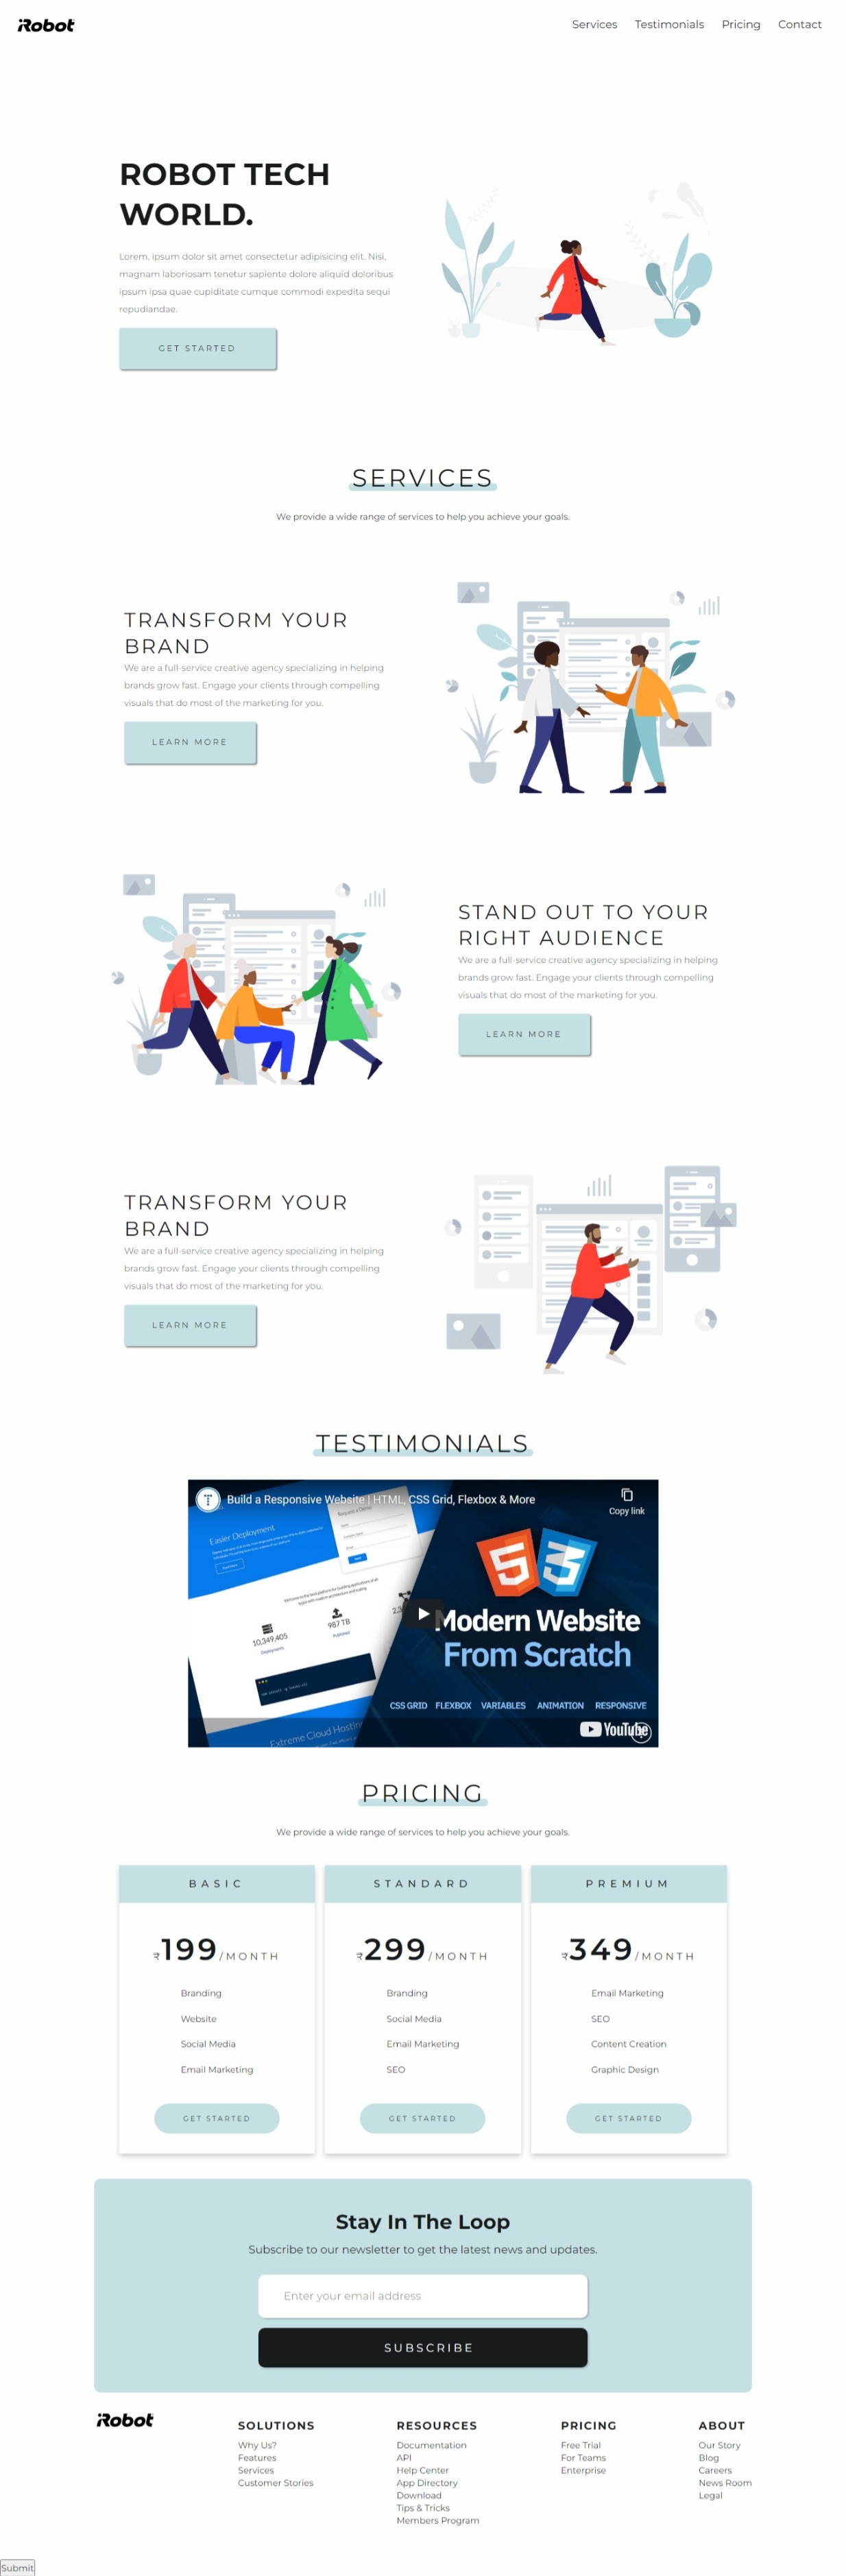 iRobot
Services Testimonials Pricing Contact
ROBOT TECH
WORLD.
Lorem, ipsum dolor sit amet consectetur adipisicing elit. Nisi,
magnam laboriosam tenetur sapiente dolore aliquid doloribus
ipsum ipsa quae cupiditate cumque commodi expedita sequi
repudiandae.
GET STARTED
SERVICES
We provide a wide range of services to help you achieve your goals.
TRANSFORM YOUR
BRAND
We are a full-service creative agency specializing in helping
brands grow fast. Engage your clients through compelling
visuals that do most of the marketing for you.
LEARN MORE
STAND OUT TO YOUR
RIGHT AUDIENCE
We are a full-service creative agency specializing in helping
brands grow fast. Engage your clients through compelling
visuals that do most of the marketing for you.
LEARN MORE
TRANSFORM YOUR
BRAND
We are a full-service creative agency specializing in helping
brands grow fast. Engage your clients through compelling
visuals that do most of the marketing for you.
LEARN MORE
TESTIMONIALS
Build a Responsive Website | HTML, CSS Grid, Flexbox & More
Copy link
Easier Deployment
Request a Demo
10,349,405
Deployments
987 TB
Published
5 3
Modern Website
From Scratch
CSS GRID FLEXBOX VARIABLES ANIMATION RESPONSIVE
Extreme Cloud Hosting
YouTube
PRICING
We provide a wide range of services to help you achieve your goals.
BASIC
₹199/MONTH
Branding
Website
Social Media
Email Marketing
GET STARTED
STANDARD
₹299/MONTH
Branding
Social Media
Email Marketing
SEO
GET STARTED
PREMIUM
₹349/MONTH
Email Marketing
SEO
Content Creation
Graphic Design
GET STARTED
Stay In The Loop
Subscribe to our newsletter to get the latest news and updates.
Enter your email address
SUBSCRIBE
iRobot
SOLUTIONS
Why Us?
Features
Services
Customer Stories
RESOURCES
Documentation
API
Help Center
App Directory
Download
Tips & Tricks
Members Program
PRICING
Free Trial
For Teams
Enterprise
ABOUT
Our Story
Blog
Careers
News Room
Legal
Submit